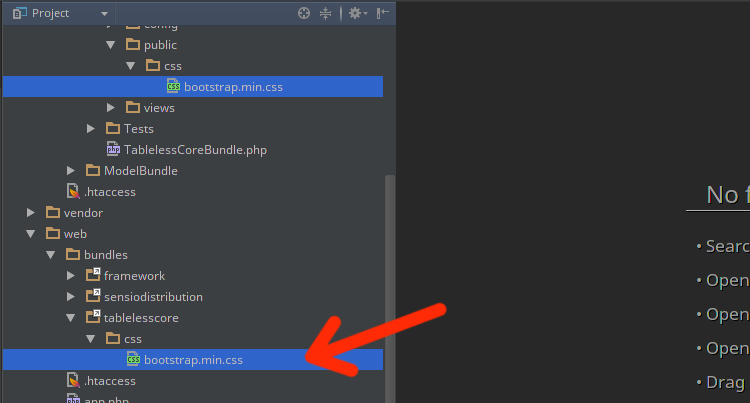 Project
config
public
css
bootstrap.min.css
views
Tests
TablelessCoreBundle.php
ModelBundle
.htaccess
vendor
web
bundles
framework
sensiodistribution
tablelesscore
css
bootstrap.min.css
.htaccess
app.php
No f
• Searc
• Open
• Open
• Open
• Drag